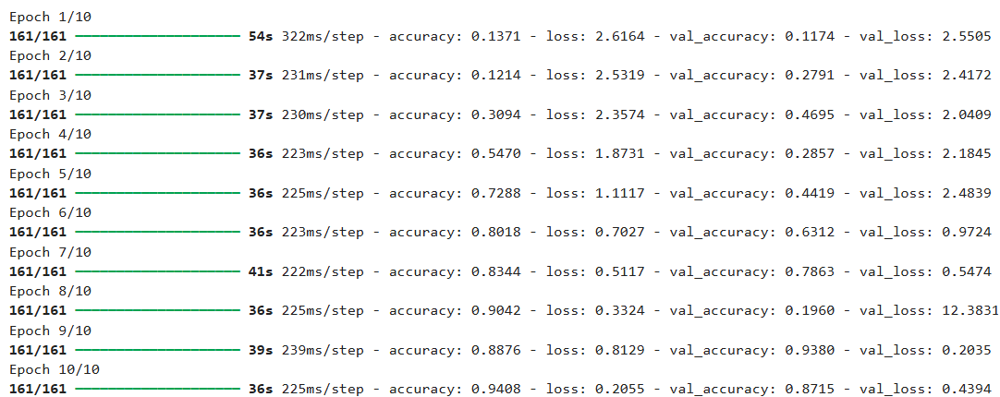 Epoch 1/10
161/161 ━━━━━━━━━━━━━━━━━━━━ 54s 322ms/step - accuracy: 0.1371 - loss: 2.6164 - val_accuracy: 0.1174 - val_loss: 2.5505
Epoch 2/10
161/161 ━━━━━━━━━━━━━━━━━━━━ 37s 231ms/step - accuracy: 0.1214 - loss: 2.5319 - val_accuracy: 0.2791 - val_loss: 2.4172
Epoch 3/10
161/161 ━━━━━━━━━━━━━━━━━━━━ 37s 230ms/step - accuracy: 0.3094 - loss: 2.3574 - val_accuracy: 0.4695 - val_loss: 2.0409
Epoch 4/10
161/161 ━━━━━━━━━━━━━━━━━━━━ 36s 223ms/step - accuracy: 0.5470 - loss: 1.8731 - val_accuracy: 0.2857 - val_loss: 2.1845
Epoch 5/10
161/161 ━━━━━━━━━━━━━━━━━━━━ 36s 225ms/step - accuracy: 0.7288 - loss: 1.1117 - val_accuracy: 0.4419 - val_loss: 2.4839
Epoch 6/10
161/161 ━━━━━━━━━━━━━━━━━━━━ 36s 223ms/step - accuracy: 0.8018 - loss: 0.7027 - val_accuracy: 0.6312 - val_loss: 0.9724
Epoch 7/10
161/161 ━━━━━━━━━━━━━━━━━━━━ 41s 222ms/step - accuracy: 0.8344 - loss: 0.5117 - val_accuracy: 0.7863 - val_loss: 0.5474
Epoch 8/10
161/161 ━━━━━━━━━━━━━━━━━━━━ 36s 225ms/step - accuracy: 0.9042 - loss: 0.3324 - val_accuracy: 0.1960 - val_loss: 12.3831
Epoch 9/10
161/161 ━━━━━━━━━━━━━━━━━━━━ 39s 239ms/step - accuracy: 0.8876 - loss: 0.8129 - val_accuracy: 0.9380 - val_loss: 0.2035
Epoch 10/10
161/161 ━━━━━━━━━━━━━━━━━━━━ 36s 225ms/step - accuracy: 0.9408 - loss: 0.2055 - val_accuracy: 0.8715 - val_loss: 0.4394